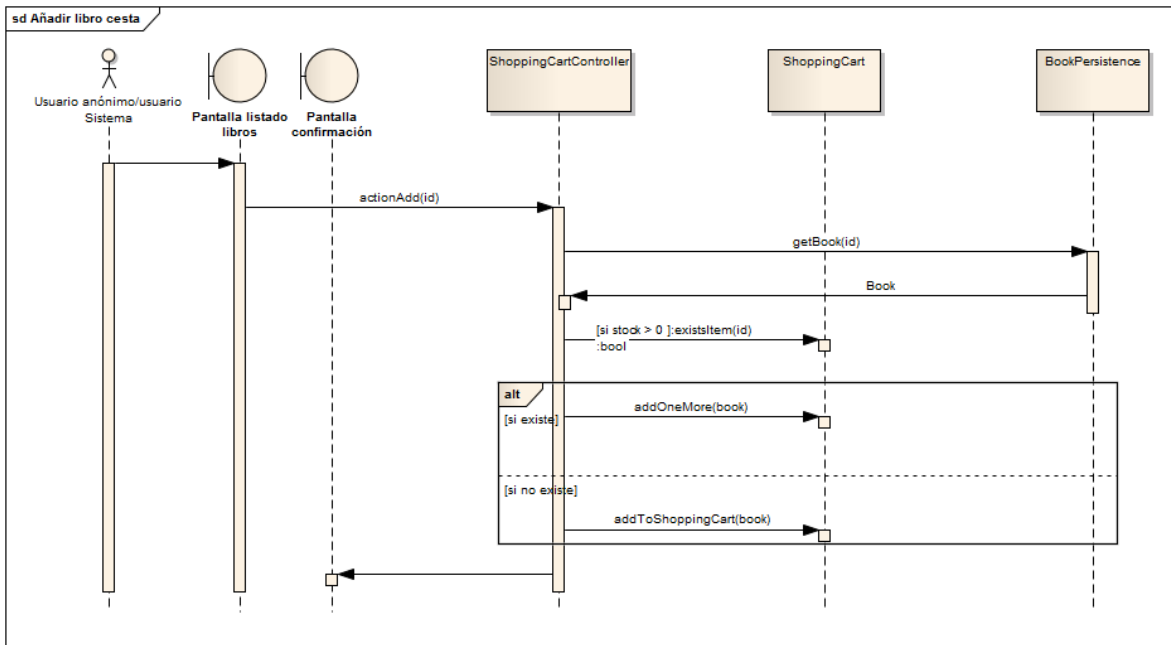 sd Añadir libro cesta
Usuario anónimo/usuario
Sistema
Pantalla listado
libros
Pantalla
confirmación
ShoppingCartController
ShoppingCart
BookPersistence
actionAdd(id)
getBook(id)
Book
[si stock > 0 ]:existsItem(id)
:bool
alt
[si existe]
addOneMore(book)
[si no existe]
addToShoppingCart(book)